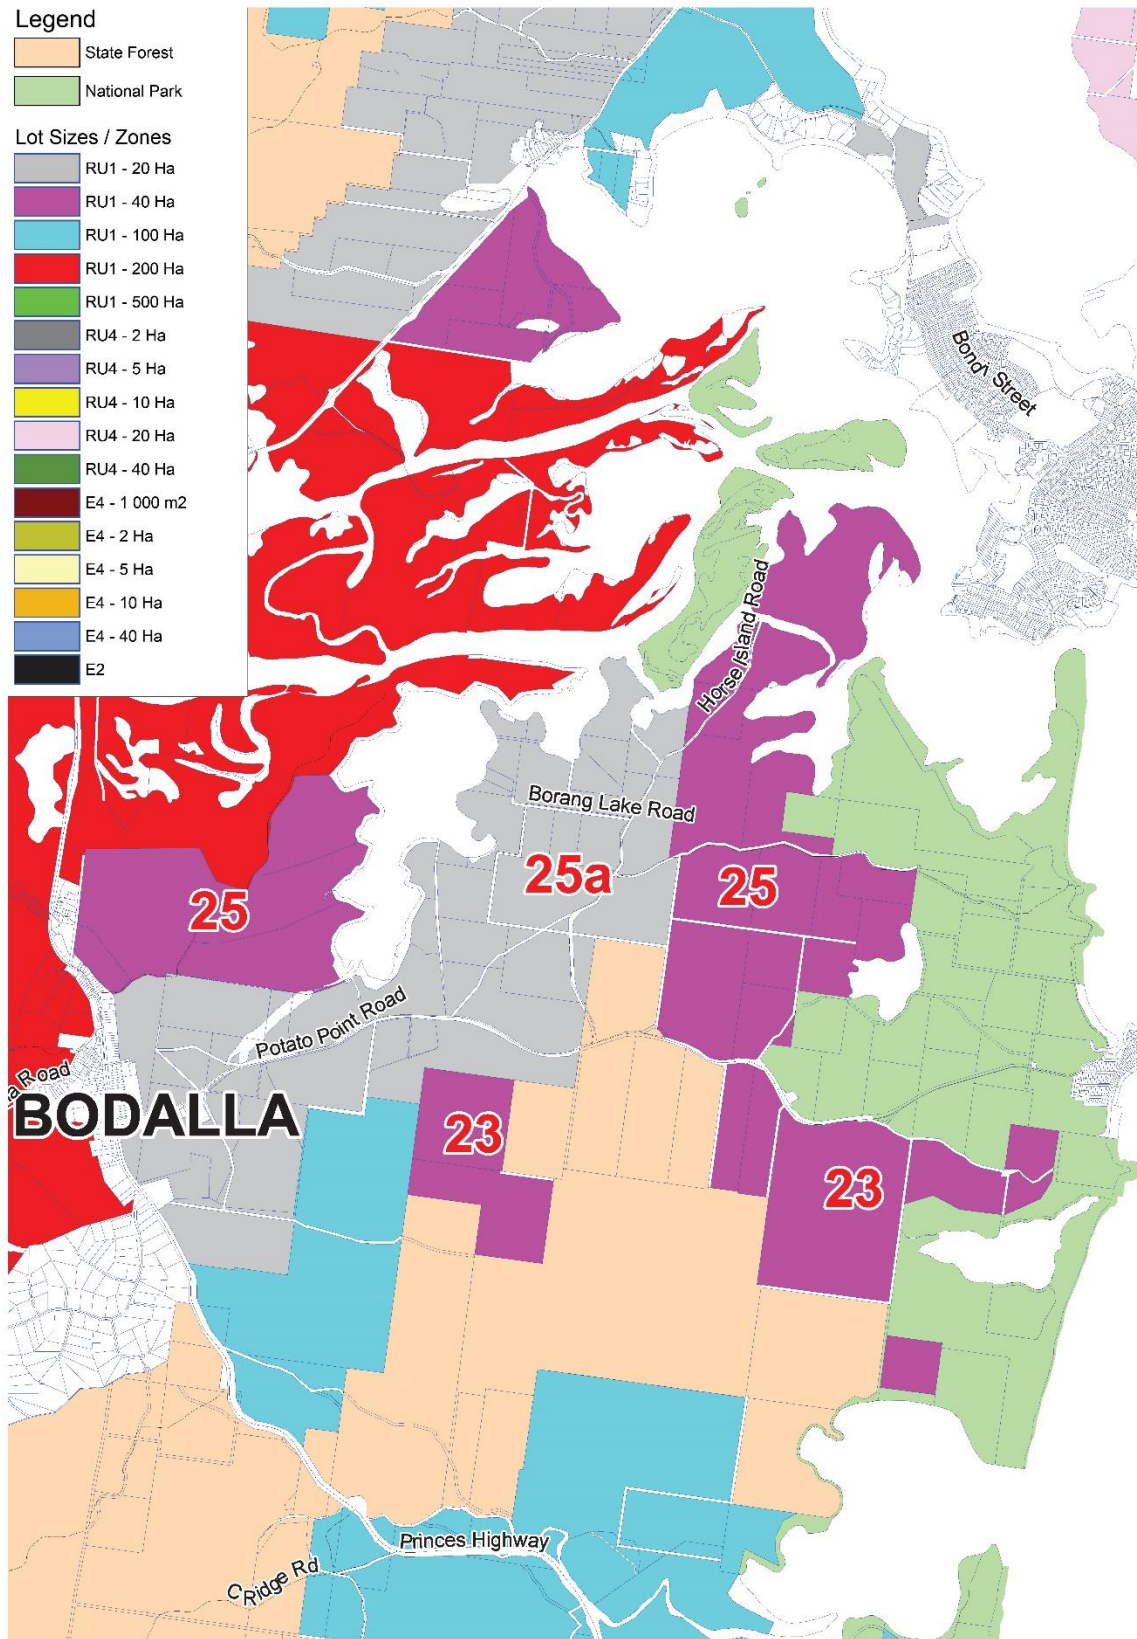 Legend
State Forest
National Park
Lot Sizes / Zones
RU1 - 20 Ha
RU1 - 40 Ha
RU1 - 100 Ha
RU1 - 200 Ha
RU1 - 500 Ha
RU4 - 2 Ha
RU4 - 5 Ha
RU4 - 10 Ha
RU4 - 20 Ha
RU4 - 40 Ha
E4 - 1 000 m2
E4 - 2 Ha
E4 - 5 Ha
E4 - 10 Ha
E4 - 40 Ha
E2
Bondi Street
Horse Island Road
Borang Lake Road
25
25a
25
Potato Point Road
a Road
BODALLA
23
23
Princes Highway
Ridge Rd